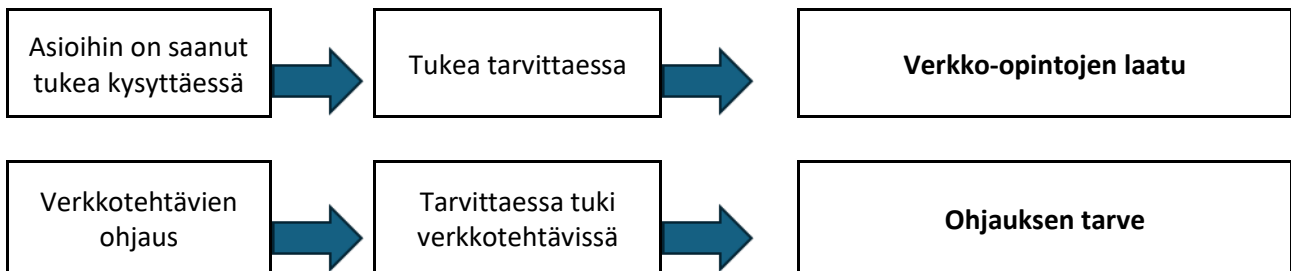 Asioihin on saanut
tukea kysyttäessä
Tukea tarvittaessa
Verkko-opintojen laatu
Verkkotehtävien
ohjaus
Tarvittaessa tuki
verkkotehtävissä
Ohjauksen tarve